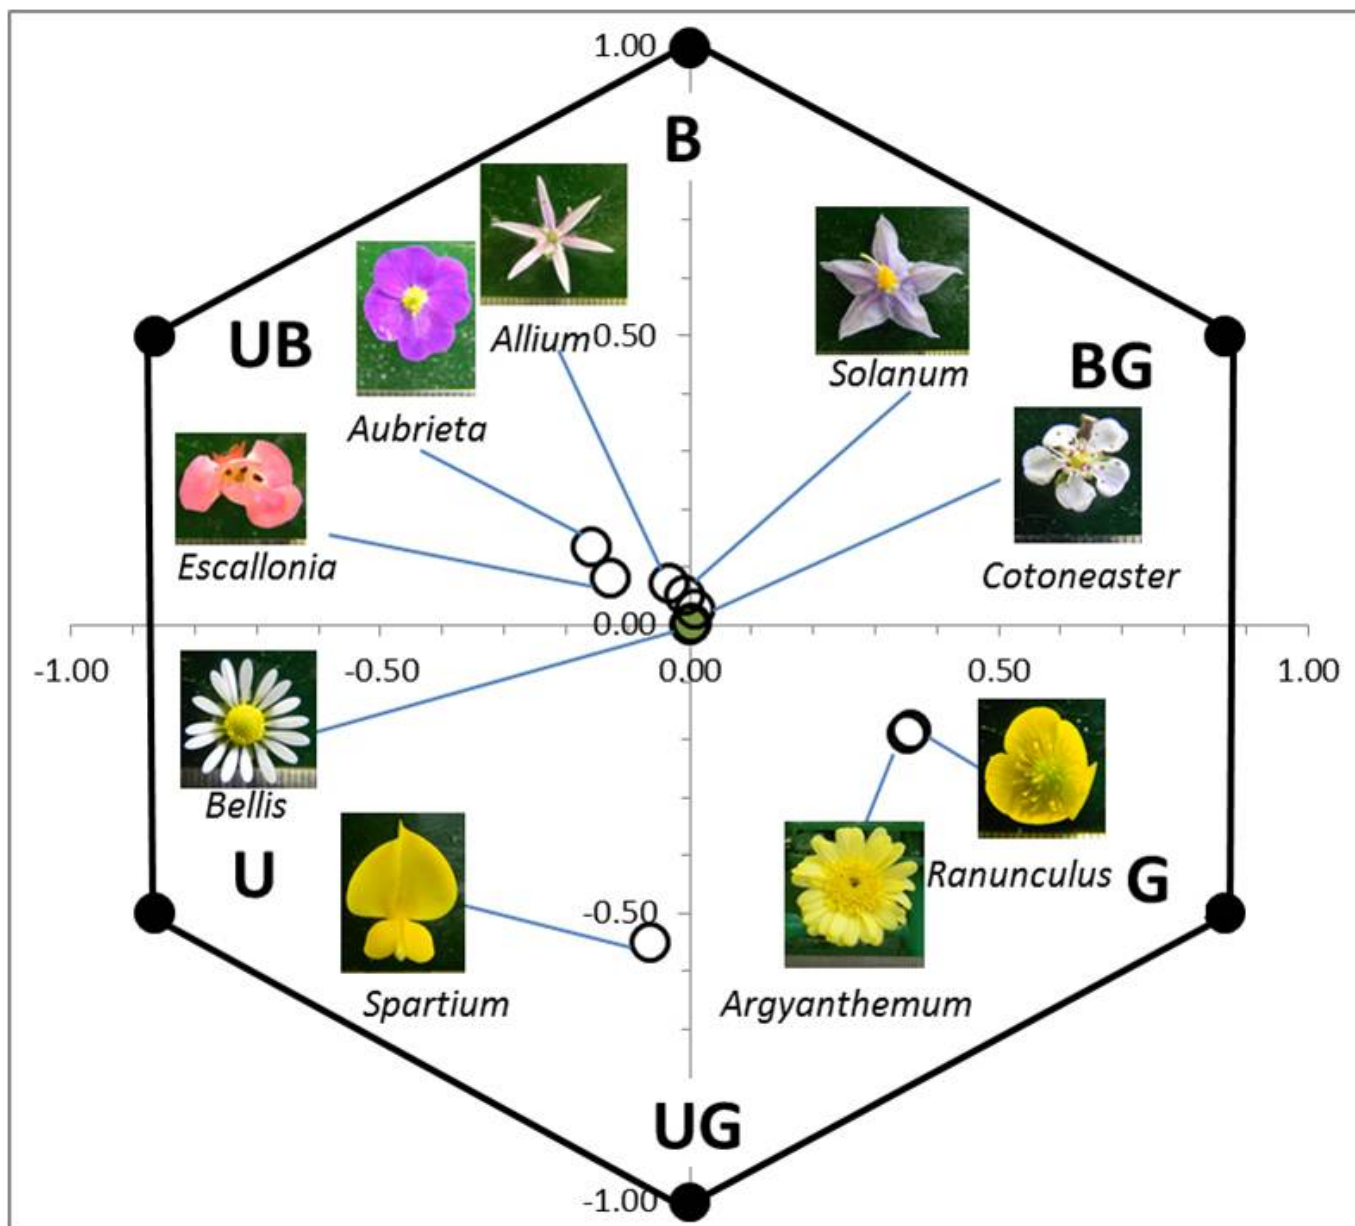 1.00
B
Allium
0.50
UB
Solanum
BG
Aubrieta
Escallonia
Cotoneaster
0.00
-1.00
-0.50
0.00
0.50
1.00
Bellis
U
Ranunculus
G
-0.50
Spartium
Argyanthemum
UG
-1.00